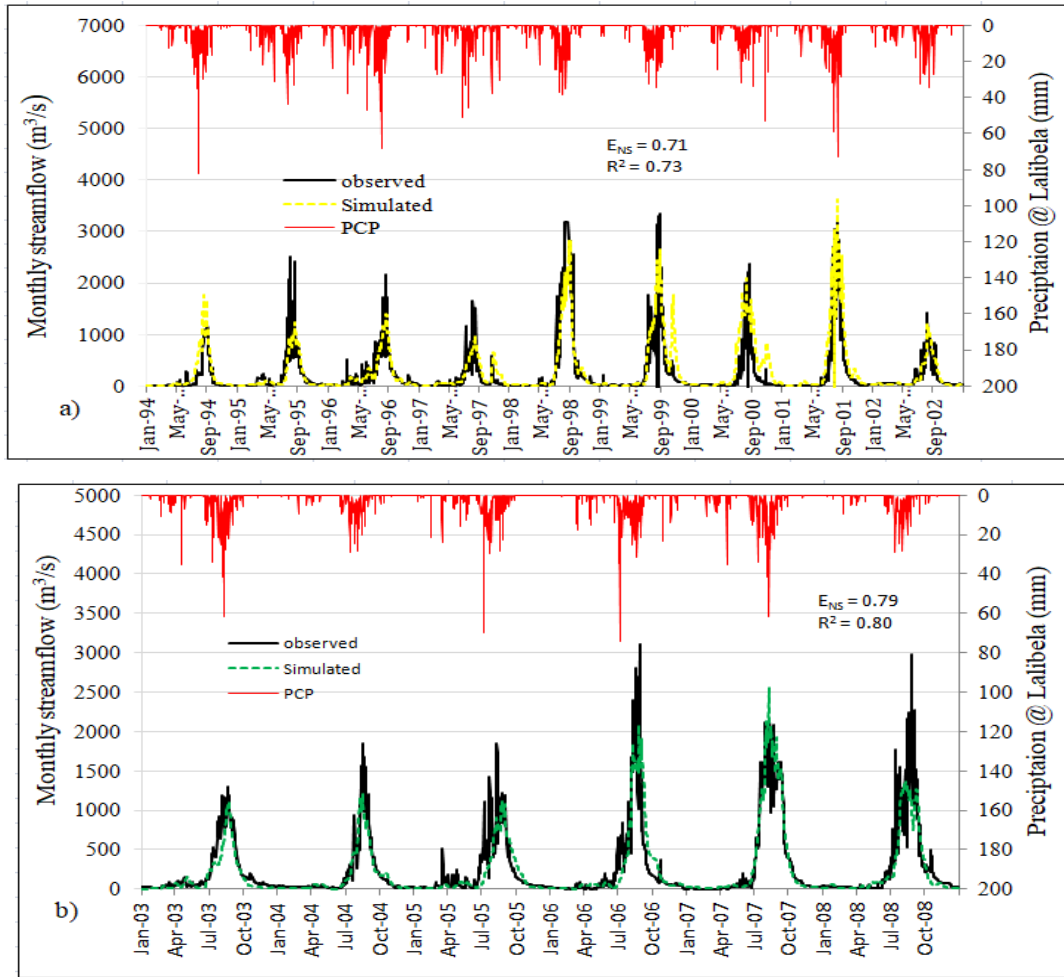 7000
6000
5000
4000
3000
2000
1000
0
Monthly streamflow (m³/s)
0
20
40
60
80
100
120
140
160
180
200
Preciptaion @ Lalibela (mm)
E_NS = 0.71
R² = 0.73
observed
Simulated
PCP
a)
Jan-94
May...
Sep-94
Jan-95
May...
Sep-95
Jan-96
May...
Sep-96
Jan-97
May...
Sep-97
Jan-98
May...
Sep-98
Jan-99
May...
Sep-99
Jan-00
May...
Sep-00
Jan-01
May...
Sep-01
Jan-02
May...
Sep-02
5000
4500
4000
3500
3000
2500
2000
1500
1000
500
0
Monthly streamflow (m³/s)
0
20
40
60
80
100
120
140
160
180
200
Preciptaion @ Lalibela (mm)
E_NS = 0.79
R² = 0.80
observed
Simulated
PCP
b)
Jan-03
Apr-03
Jul-03
Oct-03
Jan-04
Apr-04
Jul-04
Oct-04
Jan-05
Apr-05
Jul-05
Oct-05
Jan-06
Apr-06
Jul-06
Oct-06
Jan-07
Apr-07
Jul-07
Oct-07
Jan-08
Apr-08
Jul-08
Oct-08